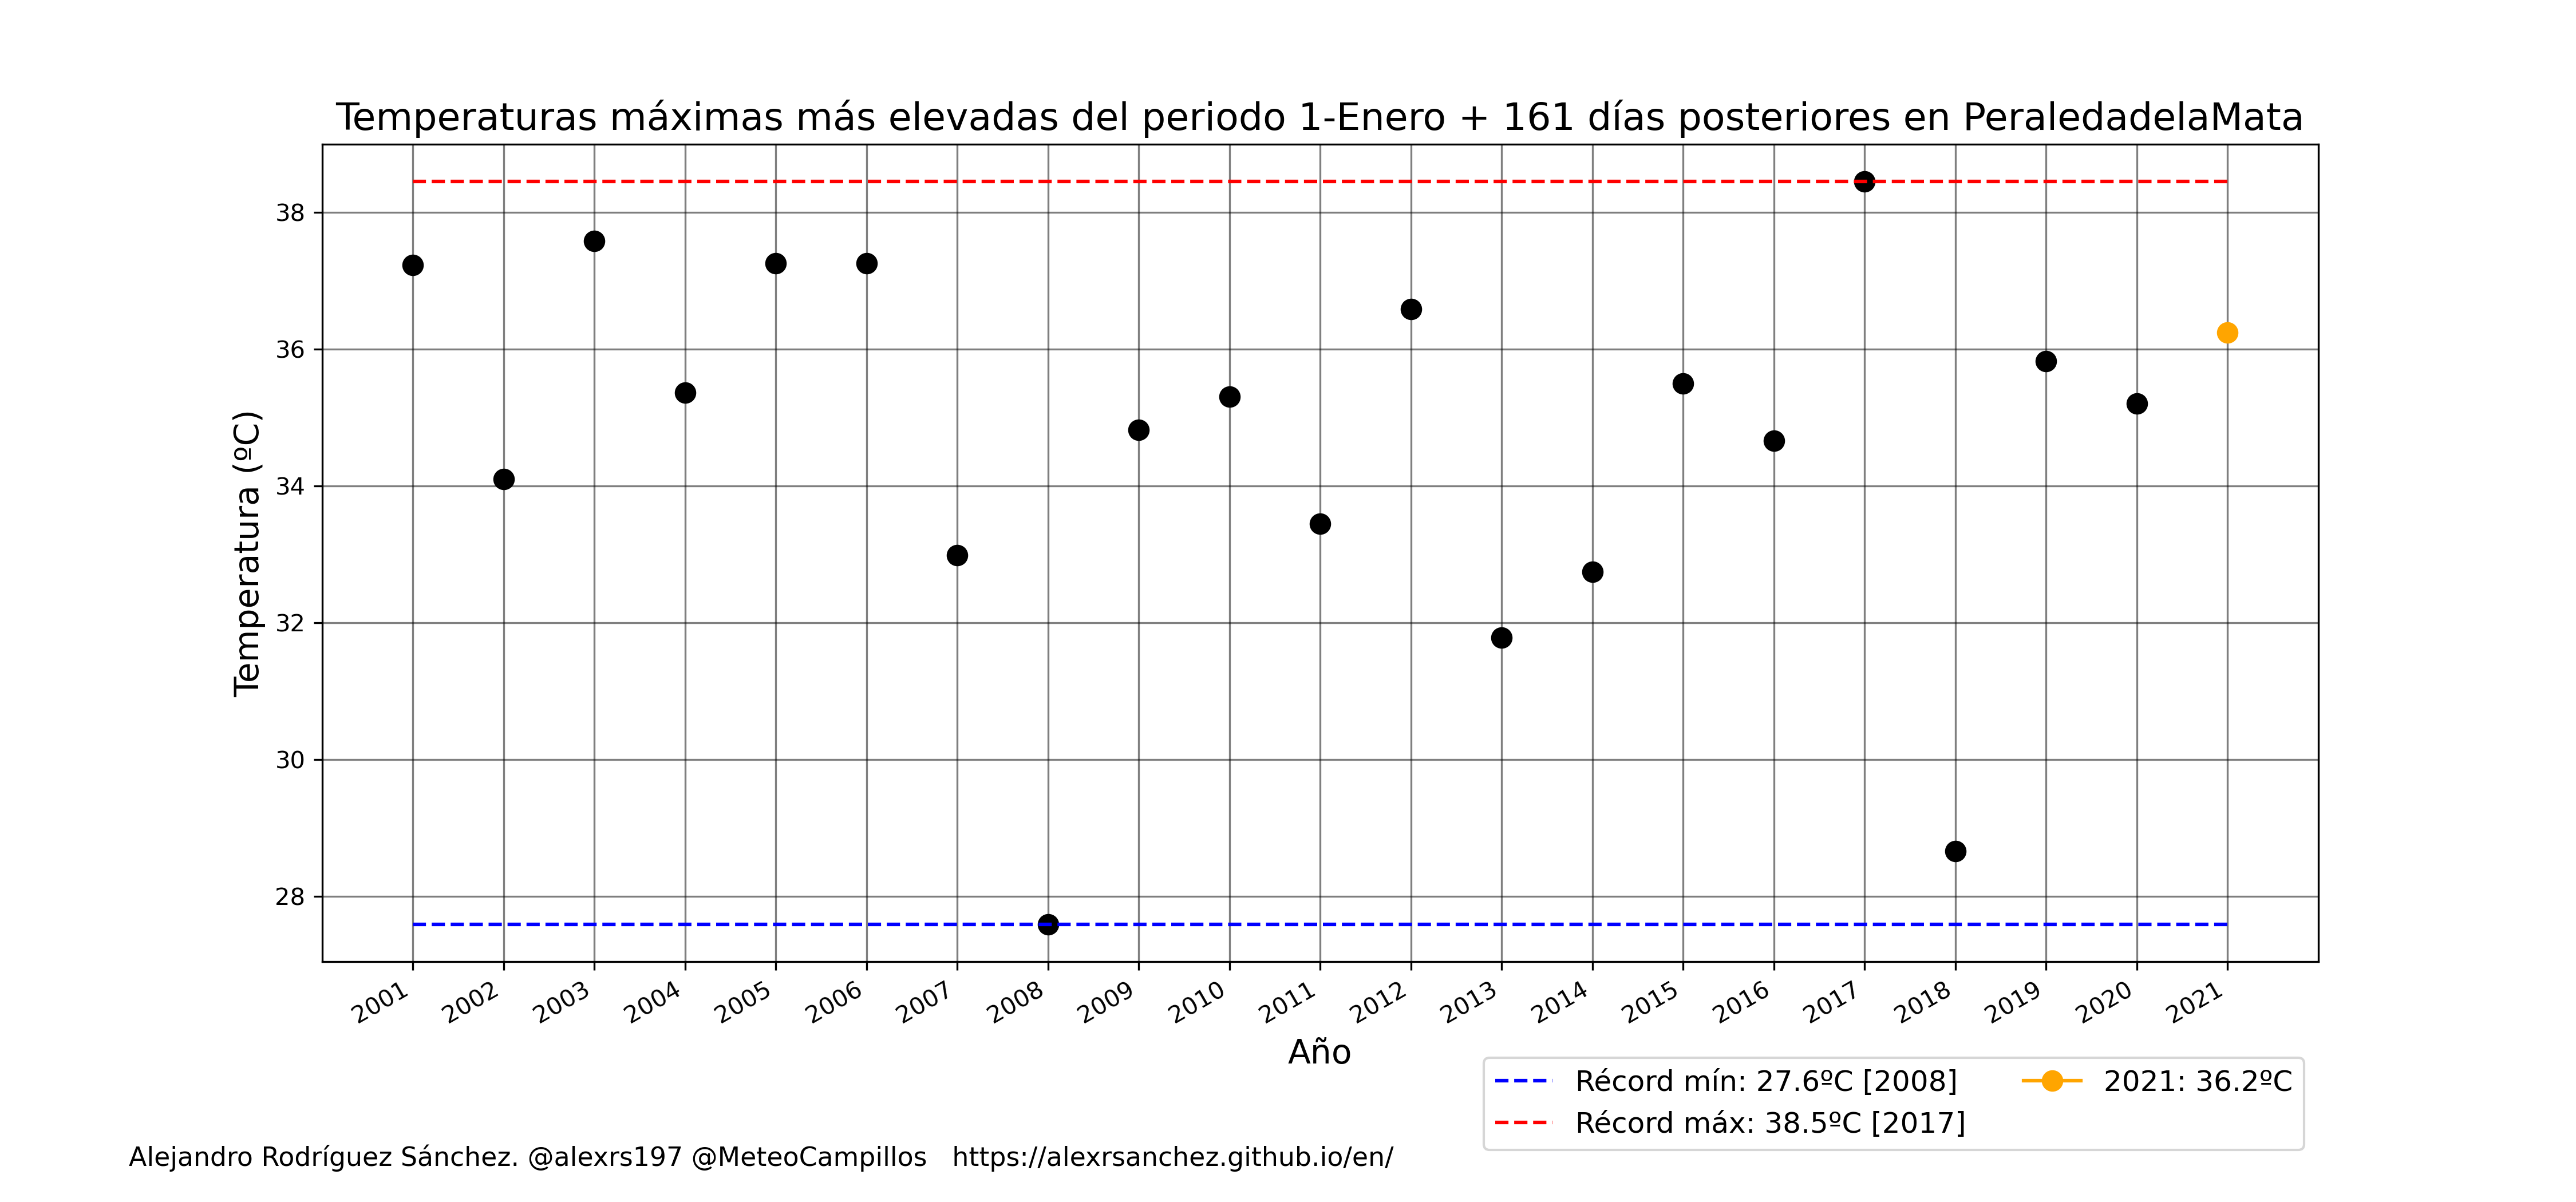 Temperaturas máximas más elevadas del periodo 1-Enero + 161 días posteriores en PeraledadelaMata
Temperatura (ºC)
38
36
34
32
30
28
2001 2002 2003 2004 2005 2006 2007 2008 2009 2010 2011 2012 2013 2014 2015 2016 2017 2018 2019 2020 2021
Año
Récord mín: 27.6ºC [2008]
Récord máx: 38.5ºC [2017]
2021: 36.2ºC
Alejandro Rodríguez Sánchez. @alexrs197 @MeteoCampillos https://alexrsanchez.github.io/en/